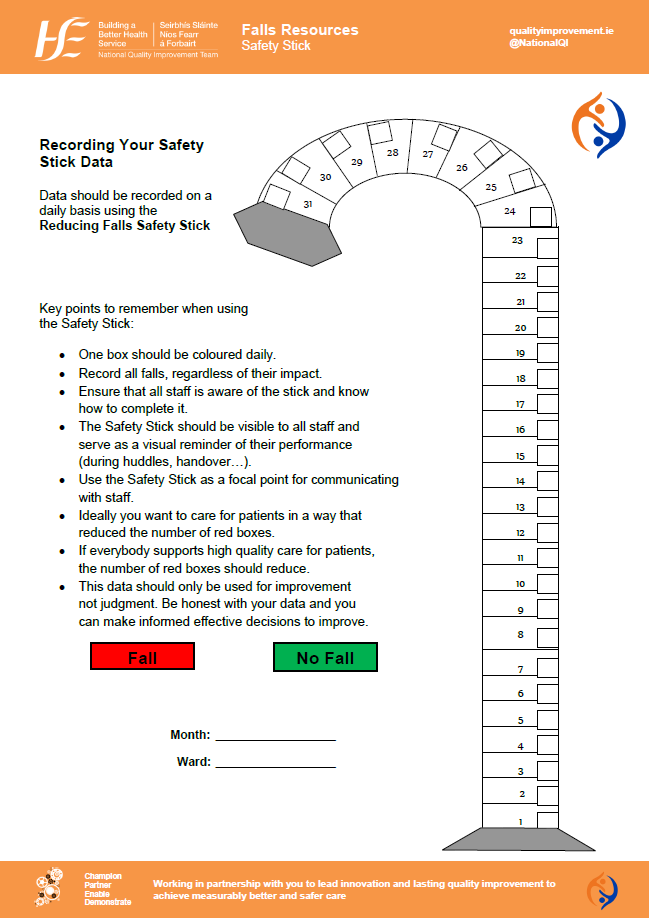 Building a
Better Health
Service
Seirbhís Sláinte
Níos Fearr
á Forbairt
National Quality Improvement Team
Falls Resources
Safety Stick
qualityimprovement.ie
@NationalQI
Recording Your Safety
Stick Data
Data should be recorded on a
daily basis using the
Reducing Falls Safety Stick
Key points to remember when using
the Safety Stick:
• One box should be coloured daily.
• Record all falls, regardless of their impact.
• Ensure that all staff is aware of the stick and know
how to complete it.
• The Safety Stick should be visible to all staff and
serve as a visual reminder of their performance
(during huddles, handover…).
• Use the Safety Stick as a focal point for communicating
with staff.
• Ideally you want to care for patients in a way that
reduced the number of red boxes.
• If everybody supports high quality care for patients,
the number of red boxes should reduce.
• This data should only be used for improvement
not judgment. Be honest with your data and you
can make informed effective decisions to improve.
Fall
No Fall
Month: __________________
Ward: __________________
31
30
29
28
27
26
25
24
23
22
21
20
19
18
17
16
15
14
13
12
11
10
9
8
7
6
5
4
3
2
1
Champion
Partner
Enable
Demonstrate
Working in partnership with you to lead innovation and lasting quality improvement to
achieve measurably better and safer care